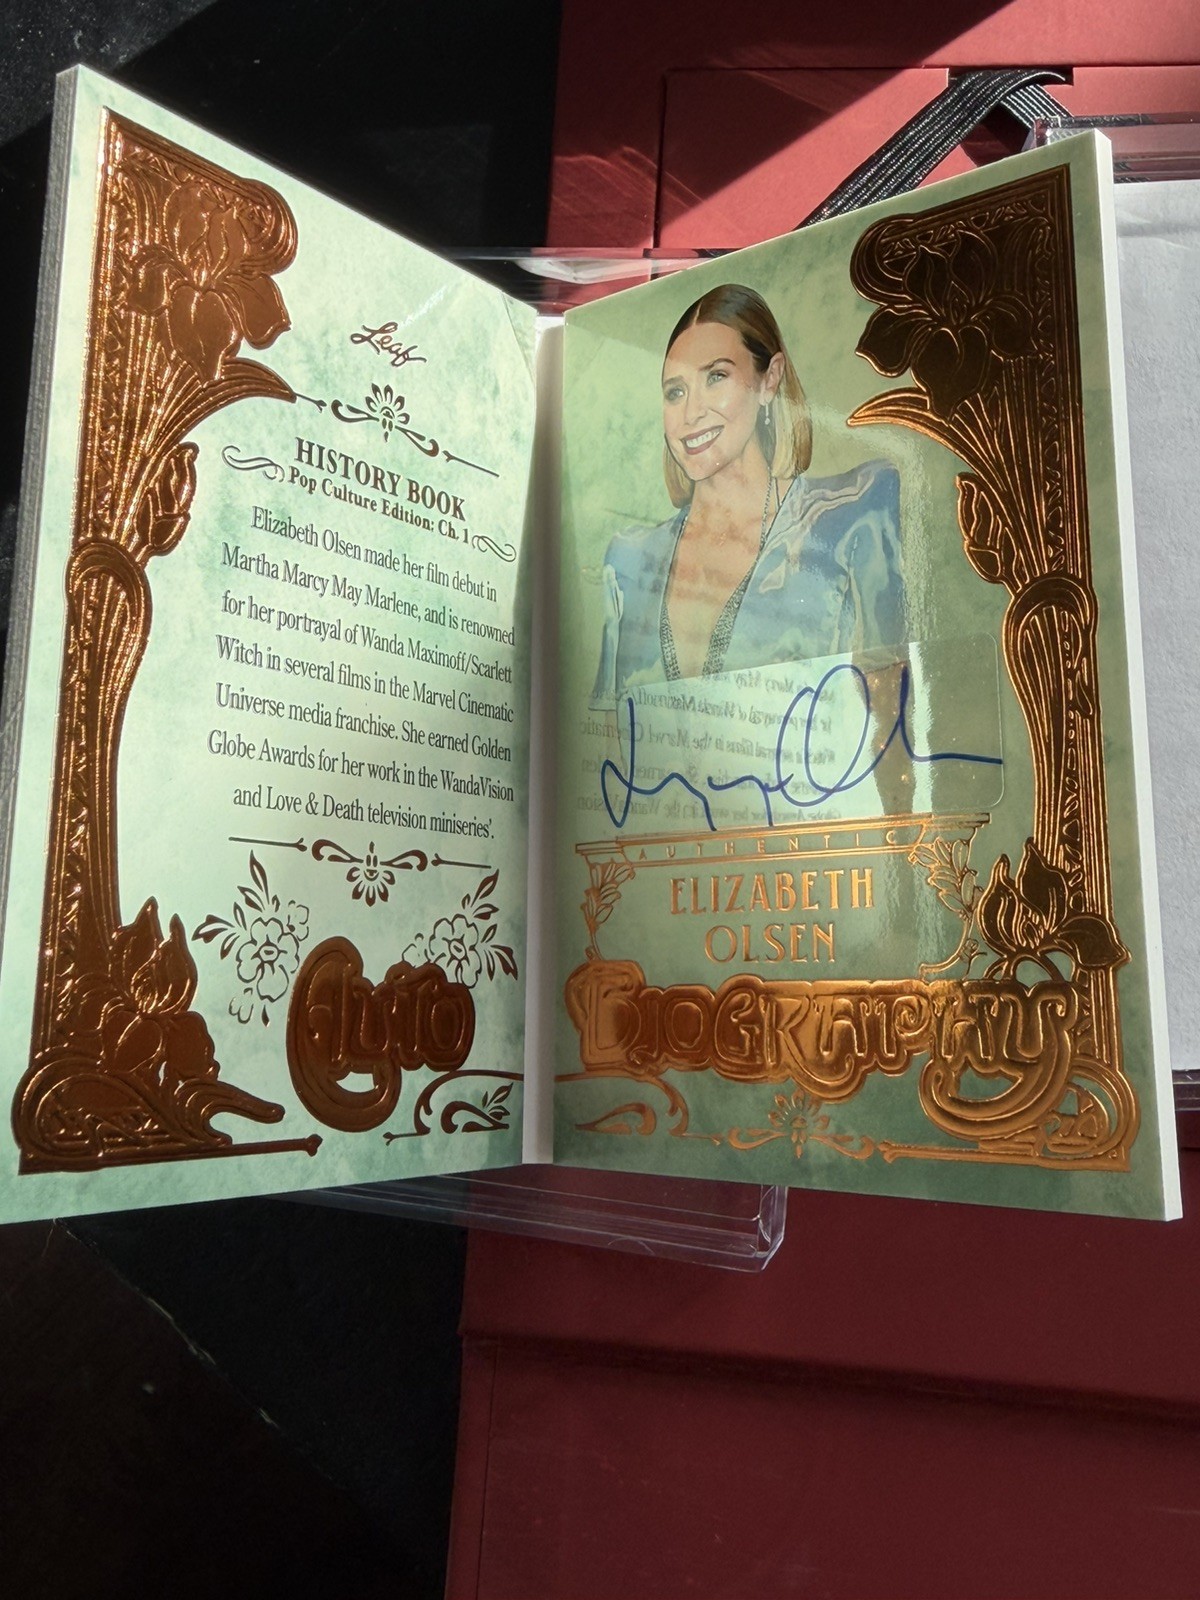 Leaf
HISTORY BOOK
Pop Culture Edition: Ch. 1
Elizabeth Olsen made her film debut in
Martha Marcy May Marlene, and is renowned
for her portrayal of Wanda Maximoff/Scarlett
Witch in several films in the Marvel Cinematic
Universe media franchise. She earned Golden
Globe Awards for her work in the WandaVision
and Love & Death television miniseries'.
AUTHENTIC
ELIZABETH
OLSEN
AUTO BIOGRAPHY